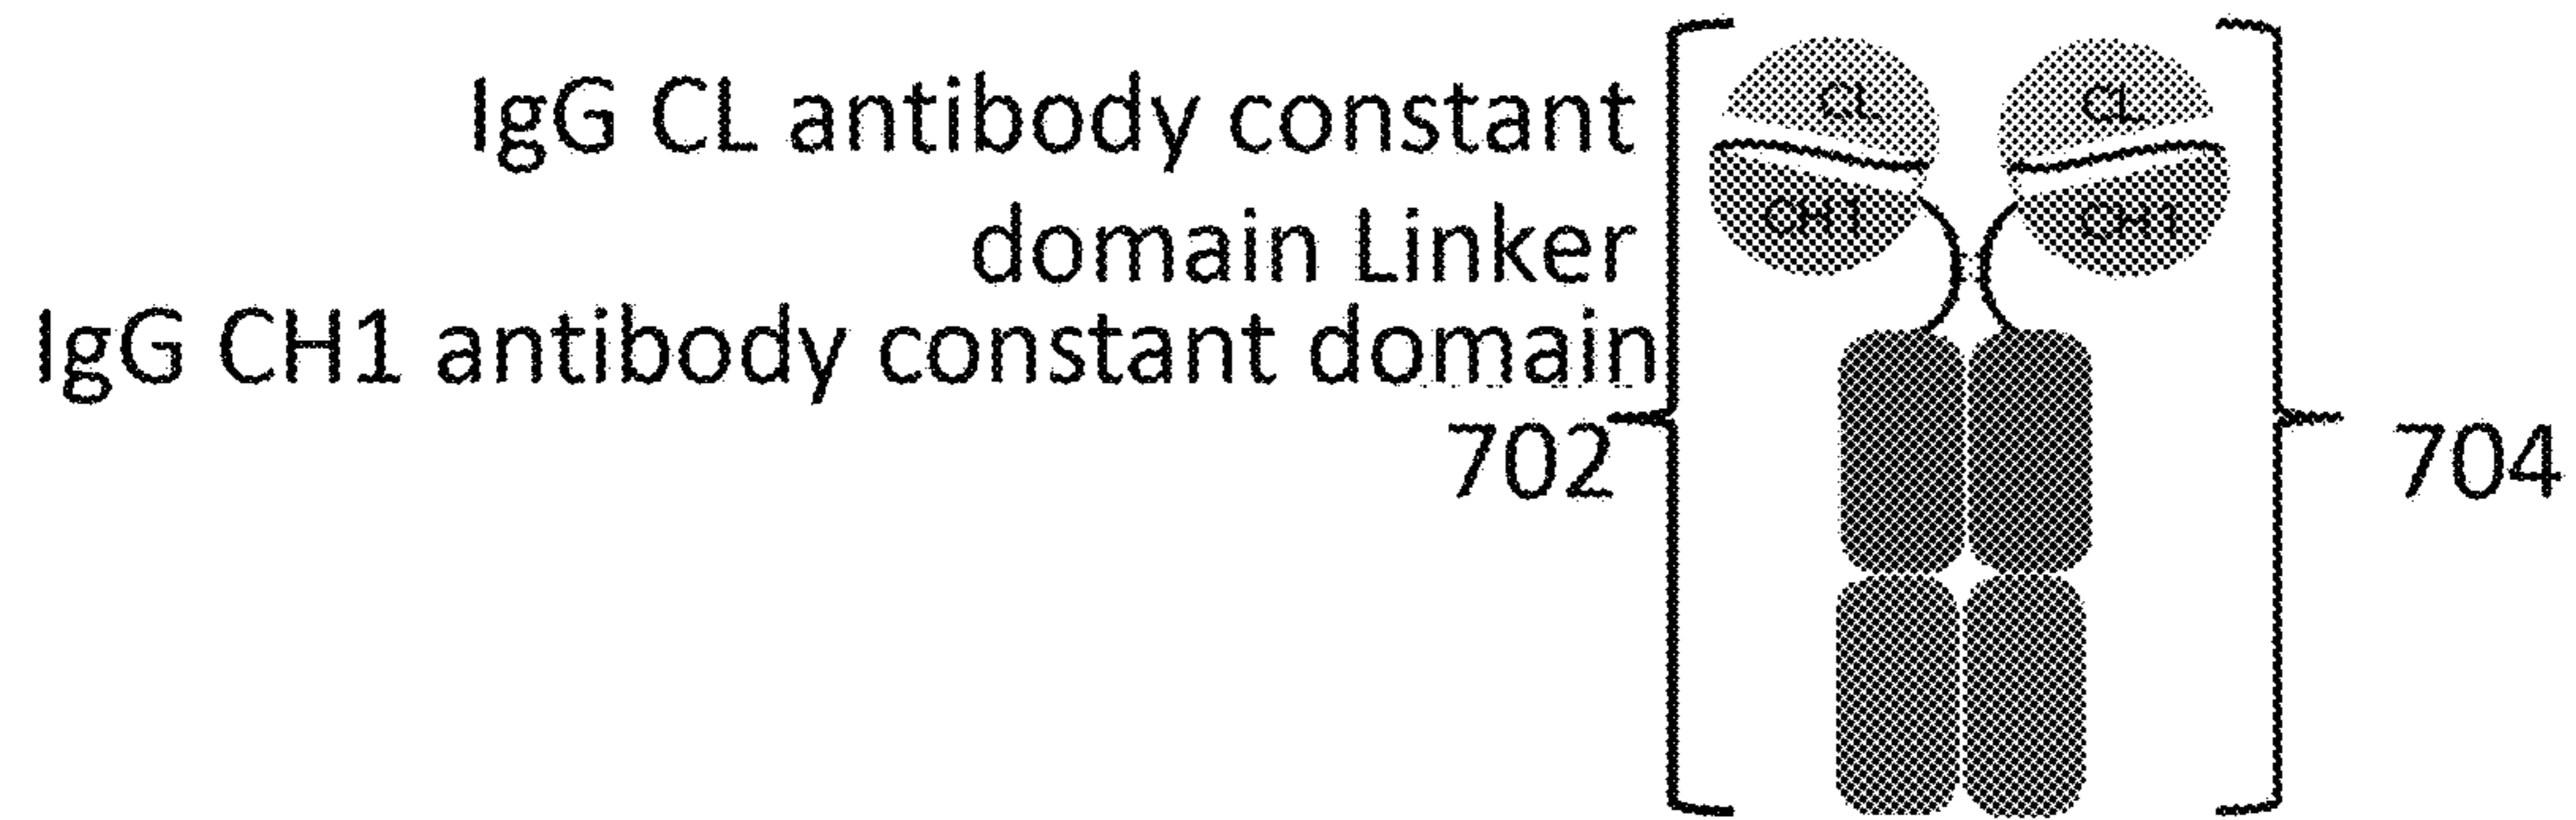 IgG CL antibody constant
CL CL
domain Linker
CH1 CH1
IgG CH1 antibody constant domain
702
704